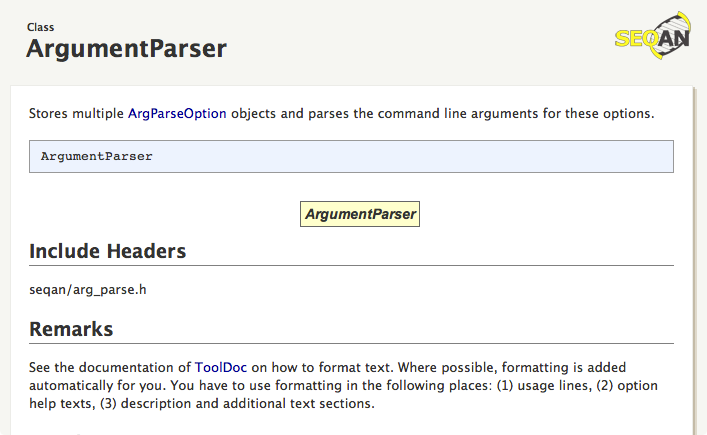 Class
ArgumentParser
SEQAN
Stores multiple ArgParseOption objects and parses the command line arguments for these options.
ArgumentParser
ArgumentParser
Include Headers
seqan/arg_parse.h
Remarks
See the documentation of ToolDoc on how to format text. Where possible, formatting is added
automatically for you. You have to use formatting in the following places: (1) usage lines, (2) option
help texts, (3) description and additional text sections.